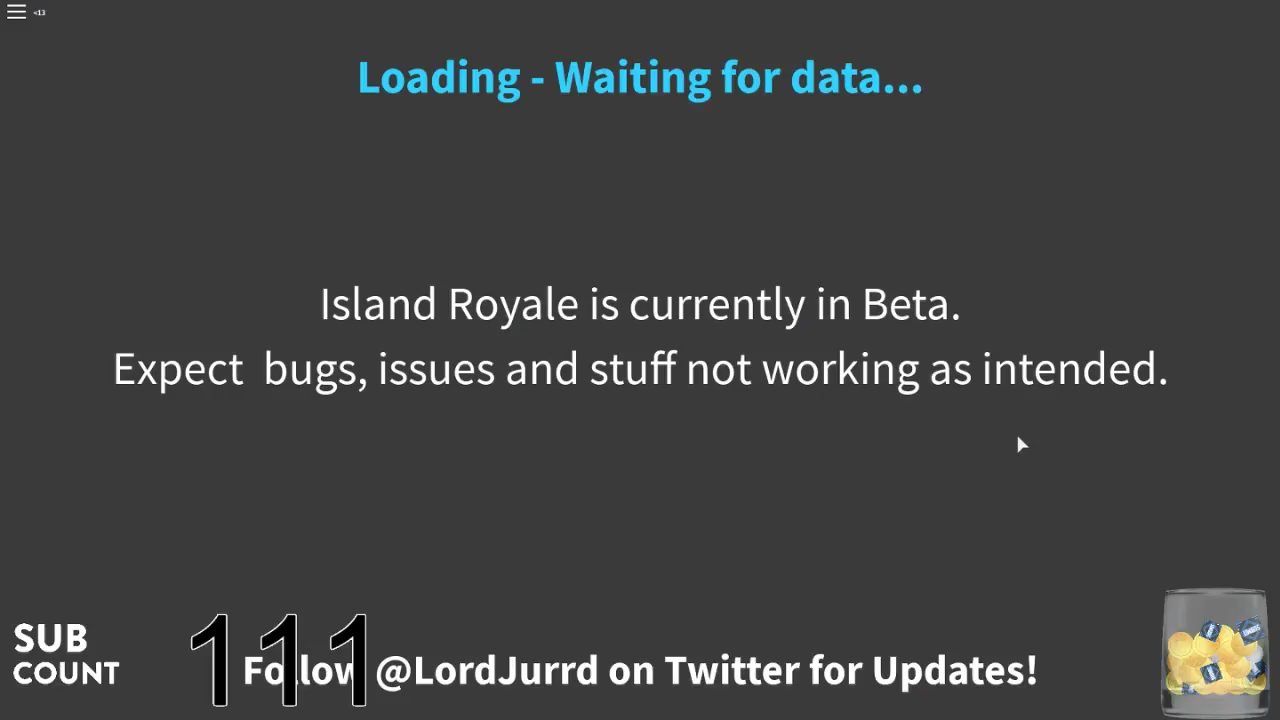 <13
Loading - Waiting for data...
Island Royale is currently in Beta.
Expect  bugs, issues and stuff not working as intended.
SUB
COUNT
111
Follow @LordJurrd on Twitter for Updates!